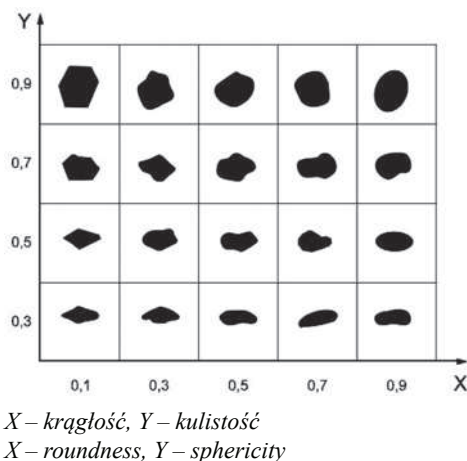 Y
0,9
0,7
0,5
0,3
0,1 0,3 0,5 0,7 0,9 X
X – krągłość, Y – kulistość
X – roundness, Y – sphericity